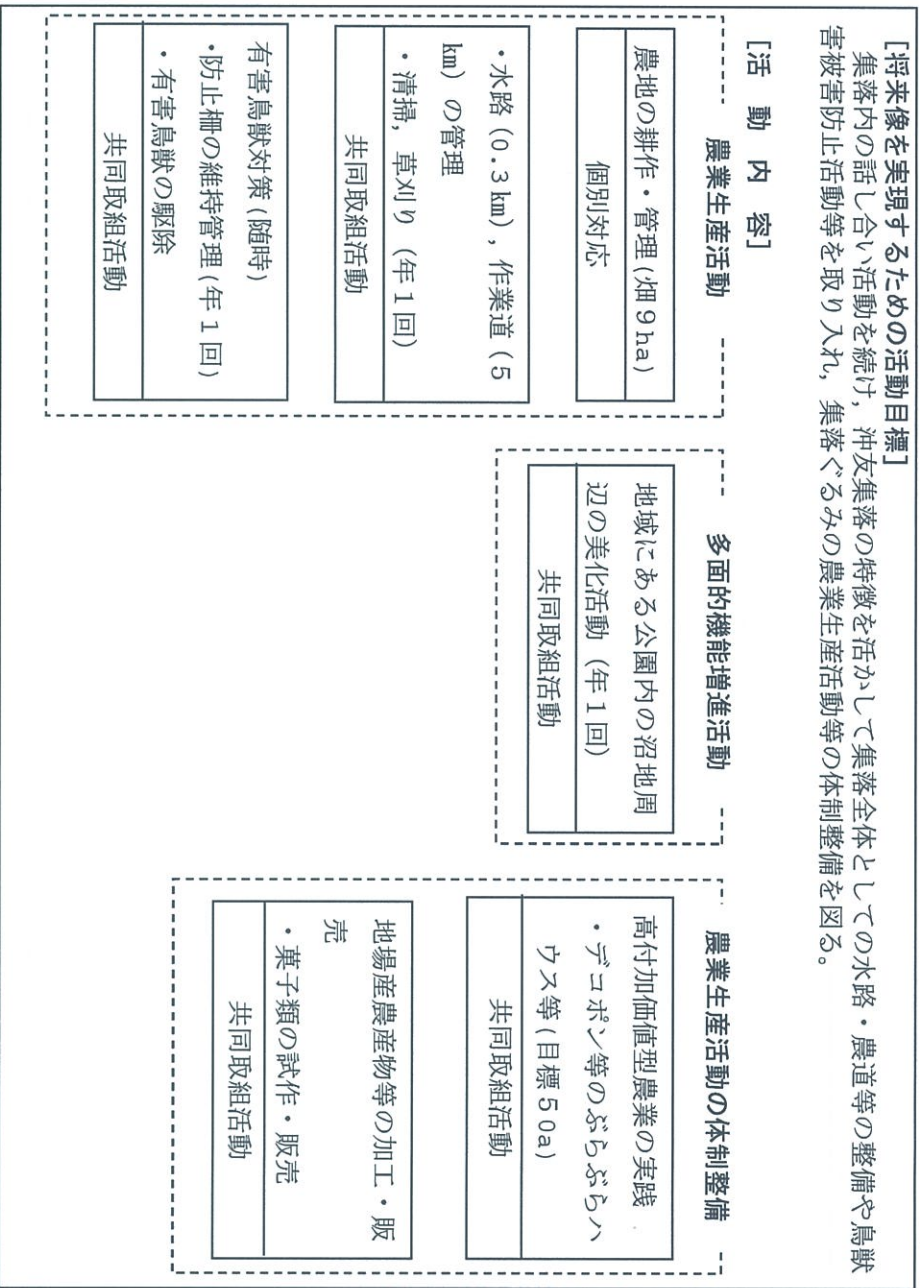 [将来像を実現するための活動目標]
集落内の話し合い活動を続け，沖友集落の特徴を活かして集落全体としての水路・農道等の整備や鳥獣
害被害防止活動等を取り入れ，集落ぐるみの農業生産活動等の体制整備を図る。
[活 動 内 容]
農業生産活動
農地の耕作・管理(畑９ha)
個別対応
・水路（0.3㎞），作業道（5
㎞）の管理
・清掃，草刈り（年１回）
共同取組活動
有害鳥獣対策(随時)
・防止柵の維持管理(年１回)
・有害鳥獣の駆除
共同取組活動
多面的機能増進活動
地域にある公園内の沼地周
辺の美化活動（年１回）
共同取組活動
農業生産活動の体制整備
高付加価値型農業の実践
・デコポン等のぶらぶらハ
ウス等(目標５０a)
共同取組活動
地場産農産物等の加工・販
売
・菓子類の試作・販売
共同取組活動